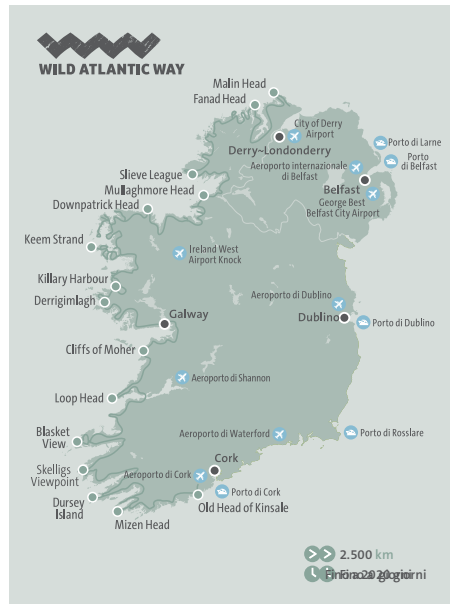 WILD ATLANTIC WAY
Malin Head
Fanad Head
City of Derry
Airport
Derry~Londonderry
Porto di Larne
Aeroporto internazionale
di Belfast
Porto
di Belfast
Belfast
George Best
Belfast City Airport
Slieve League
Mullaghmore Head
Downpatrick Head
Keem Strand
Ireland West
Airport Knock
Killary Harbour
Derrigimlagh
Aeroporto di Dublino
Galway
Dublino
Porto di Dublino
Cliffs of Moher
Aeroporto di Shannon
Loop Head
Blasket
View
Aeroporto di Waterford
Porto di Rosslare
Skelligs
Viewpoint
Cork
Aeroporto di Cork
Porto di Cork
Dursey
Island
Old Head of Kinsale
Mizen Head
2.500 km
giorni